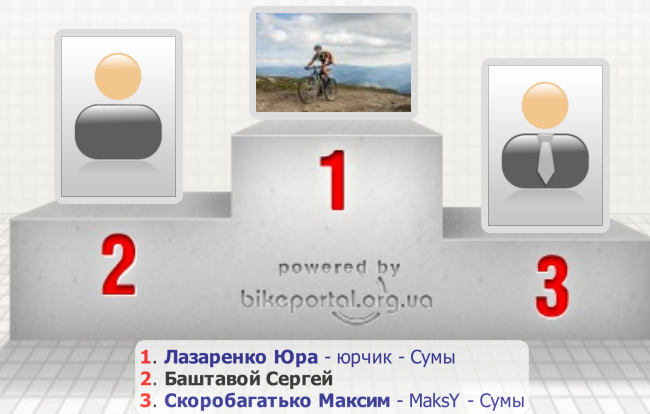 1
2
3
powered by
bikeportal.org.ua
1. Лазаренко Юра - юрчик - Сумы
2. Баштавой Сергей
3. Скоробагатько Максим - MaksY - Сумы